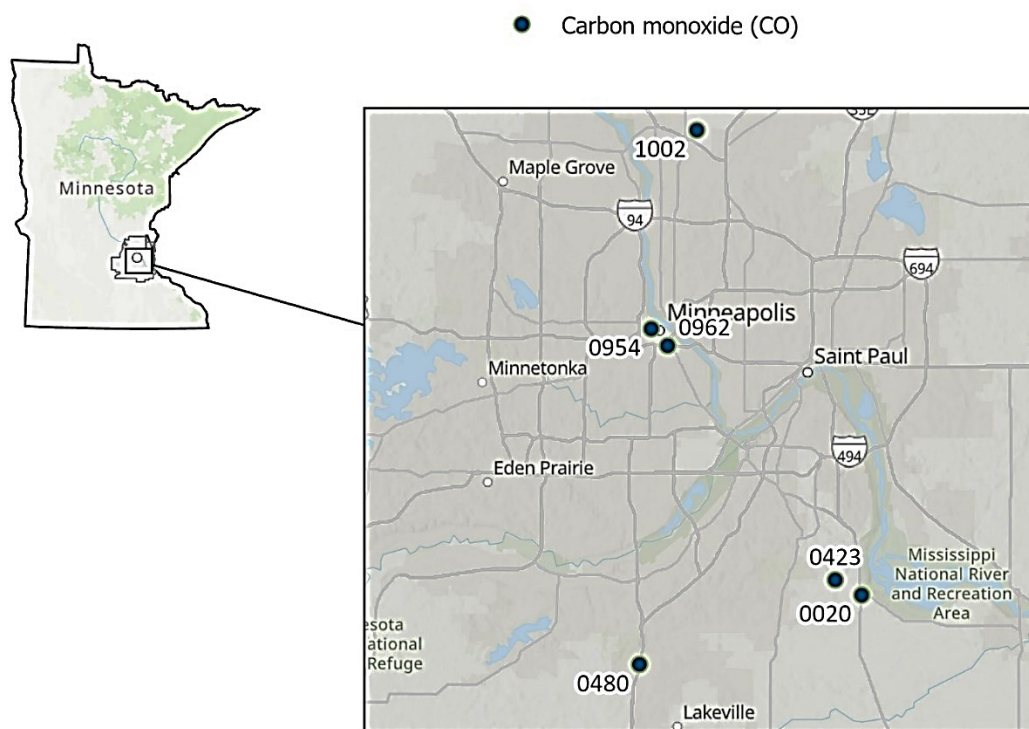 Carbon monoxide (CO)
Minnesota
1002
Maple Grove
94
694
Minneapolis
0962
0954
Saint Paul
Minnetonka
494
Eden Prairie
0423
Mississippi
National River
and Recreation
Area
0020
esota
ational
Refuge
0480
Lakeville